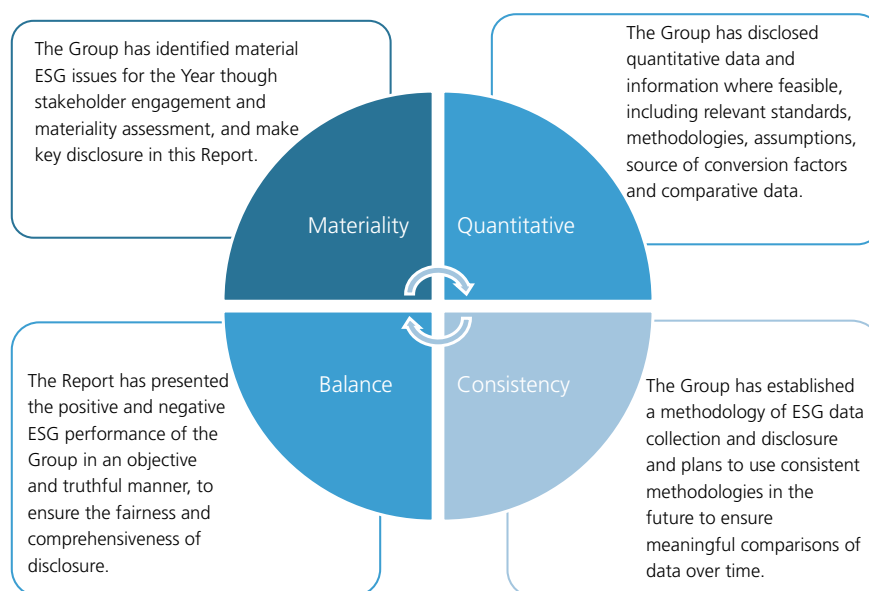 The Group has identified material
ESG issues for the Year though
stakeholder engagement and
materiality assessment, and make
key disclosure in this Report.
The Group has disclosed
quantitative data and
information where feasible,
including relevant standards,
methodologies, assumptions,
source of conversion factors
and comparative data.
Materiality
Quantitative
Balance
Consistency
The Report has presented
the positive and negative
ESG performance of the
Group in an objective
and truthful manner, to
ensure the fairness and
comprehensiveness of
disclosure.
The Group has established
a methodology of ESG data
collection and disclosure
and plans to use consistent
methodologies in the
future to ensure
meaningful comparisons of
data over time.